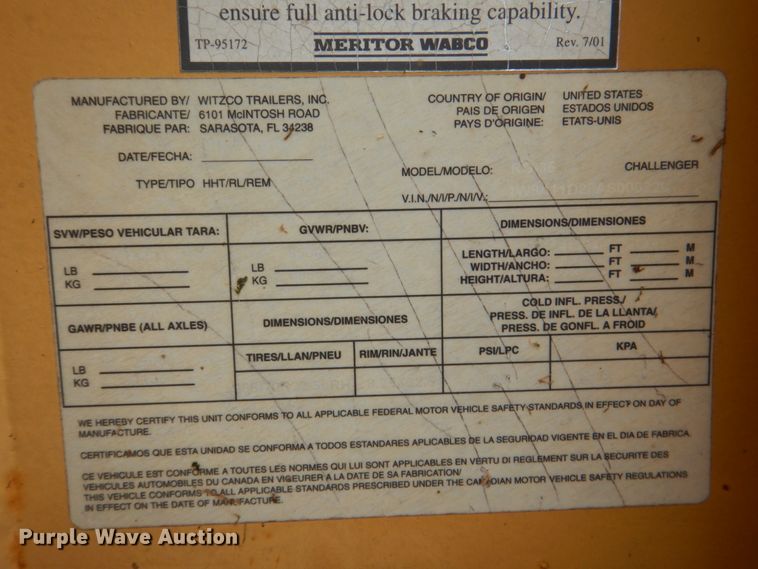 ensure full anti-lock braking capability.
TP-95172 MERITOR WABCO Rev. 7/01
MANUFACTURED BY/ WITZCO TRAILERS, INC.
FABRICANTE/ 6101 McINTOSH ROAD
FABRIQUE PAR: SARASOTA, FL 34238
COUNTRY OF ORIGIN/ UNITED STATES
PAIS DE ORIGEN ESTADOS UNIDOS
PAYS D'ORIGINE: ETATS-UNIS
DATE/FECHA:
TYPE/TIPO HHT/RL/REM
MODEL/MODELO: CHALLENGER
V.I.N./N/I/P./N/I/V.:
SVW/PESO VEHICULAR TARA:
LB
KG
GVWR/PNBV:
LB
KG
DIMENSIONS/DIMENSIONES
LENGTH/LARGO: FT M
WIDTH/ANCHO: FT M
HEIGHT/ALTURA: FT M
GAWR/PNBE (ALL AXLES)
LB
KG
DIMENSIONS/DIMENSIONES
TIRES/LLAN/PNEU RIM/RIN/JANTE
COLD INFL. PRESS./
PRESS. DE INFL. DE LA LLANTA/
PRESS. DE GONFL. A FROID
PSI/LPC KPA
WE HEREBY CERTIFY THIS UNIT CONFORMS TO ALL APPLICABLE FEDERAL MOTOR VEHICLE SAFETY STANDARDS IN EFFECT ON DAY OF
MANUFACTURE.
CERTIFICAMOS QUE ESTA UNIDAD SE CONFORMA A TODOS ESTANDARES APLICABLES DE LA SEGURIDAD VIGENTE EN EL DIA DE FABRICA.
CE VEHICULE EST CONFORME A TOUTES LES NORMES QUI LUI SONT APPLICABLES EN VERTU DI REGLEMENT SUR LA SECURITE DES
VEHICULES AUTOMOBILES DU CANADA EN VIGEURER A LA DATE DE SA FABRICATION/
THIS VEHICLE CONFORMS TO ALL APPLICABLE STANDARDS PRESCRIBED UNDER THE CANADIAN MOTOR VEHICLE SAFETY REGULATIONS
IN EFFECT ON THE DATE OF MANUFACTURE.
Purple Wave Auction